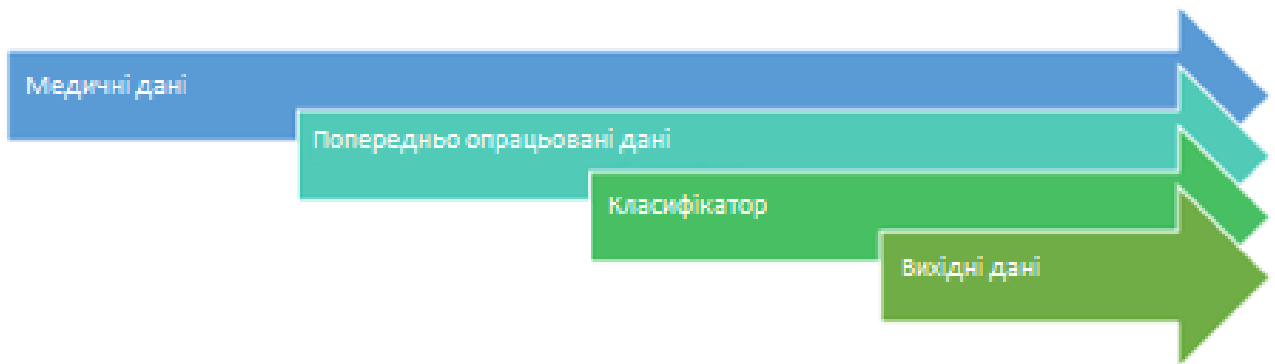 Медичні дані
Попередньо опрацьовані дані
Класифікатор
Вихідні дані